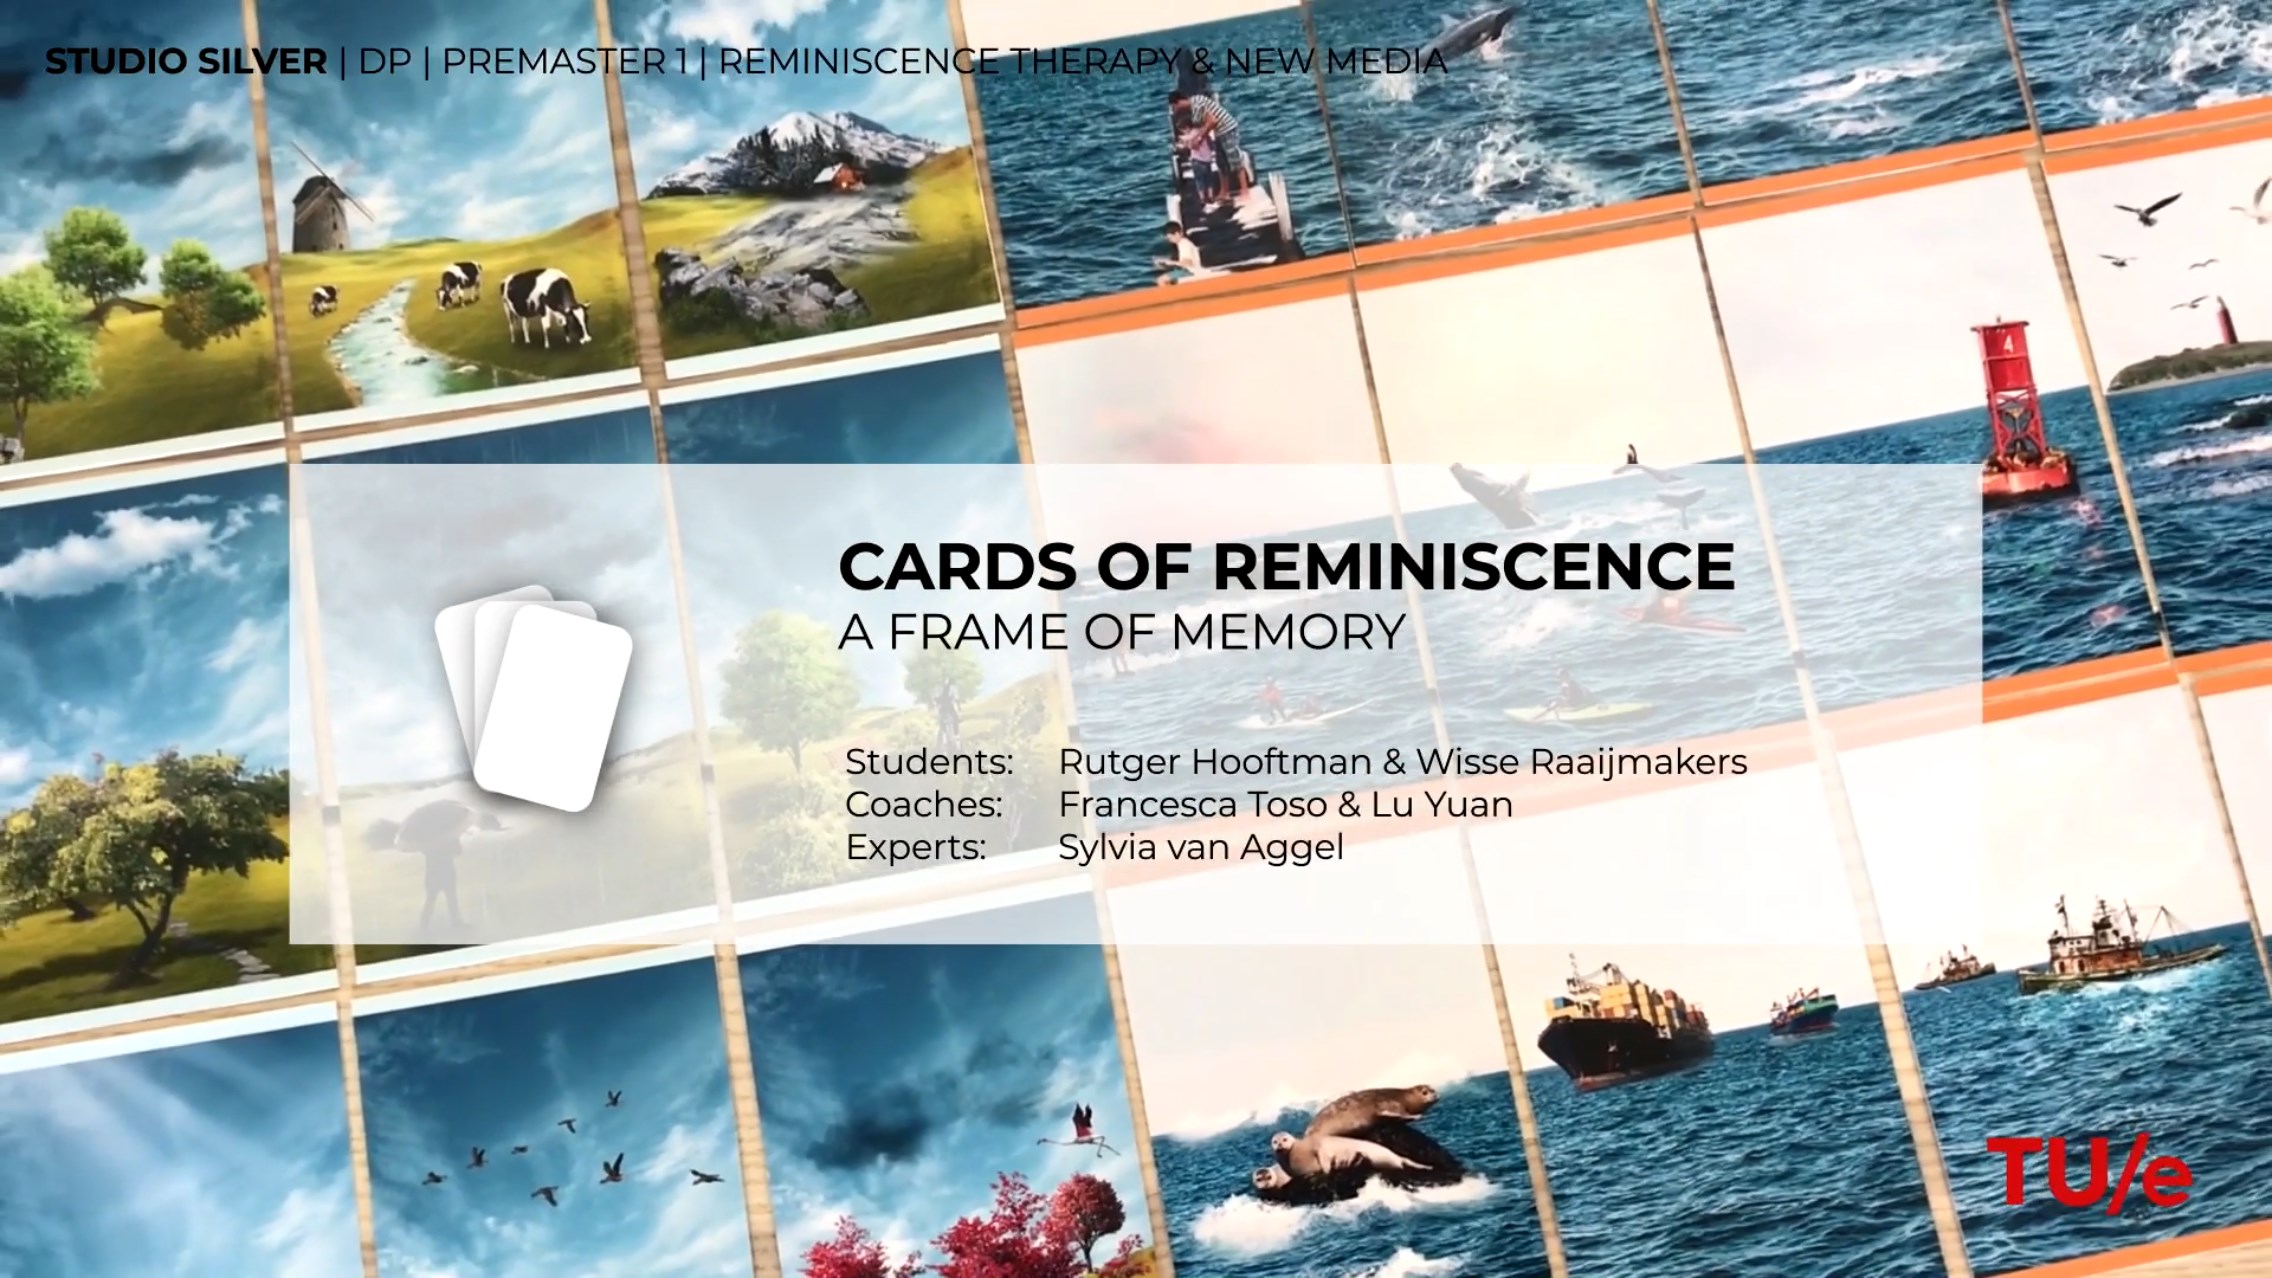 STUDIO SILVER | DP | PREMASTER 1 | REMINISCENCE THERAPY & NEW MEDIA
4
CARDS OF REMINISCENCE
A FRAME OF MEMORY
Students: Rutger Hooftman & Wisse Raaijmakers
Coaches: Francesca Toso & Lu Yuan
Experts: Sylvia van Aggel
TU/e